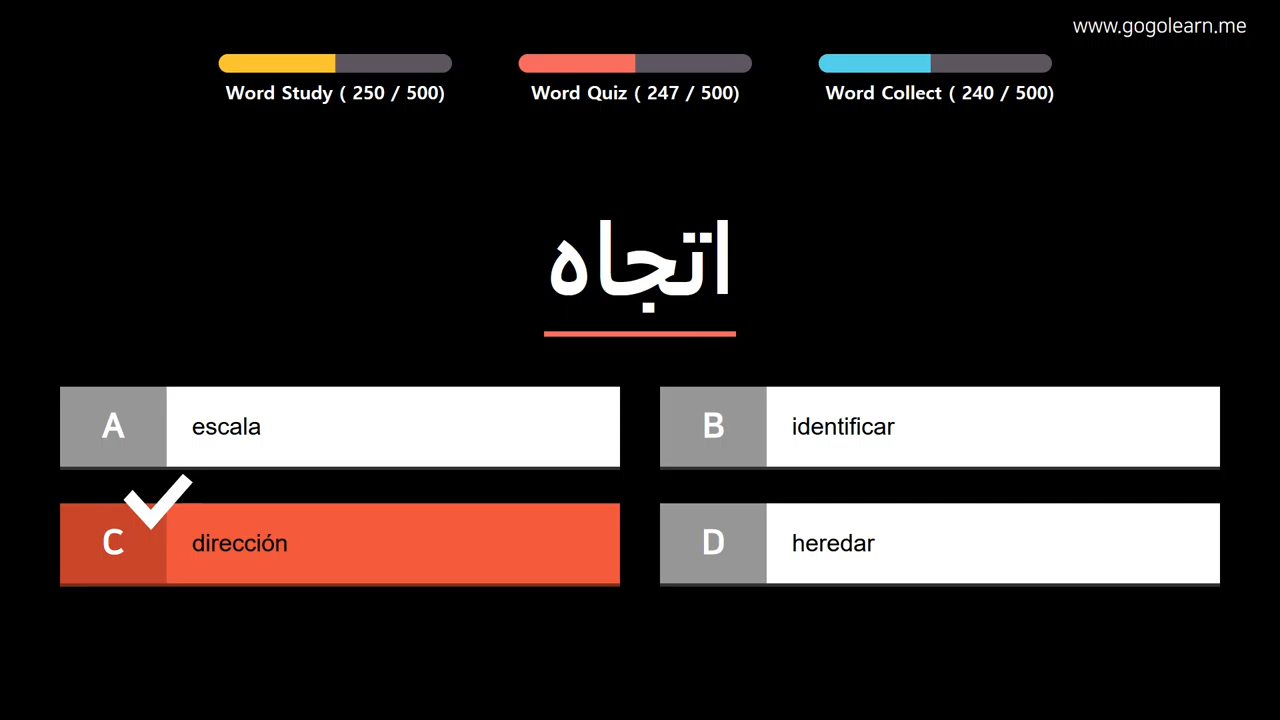 www.gogolearn.me
Word Study ( 250 / 500)
Word Quiz ( 247 / 500)
Word Collect ( 240 / 500)
اتجاه
A escala
B identificar
C dirección
D heredar